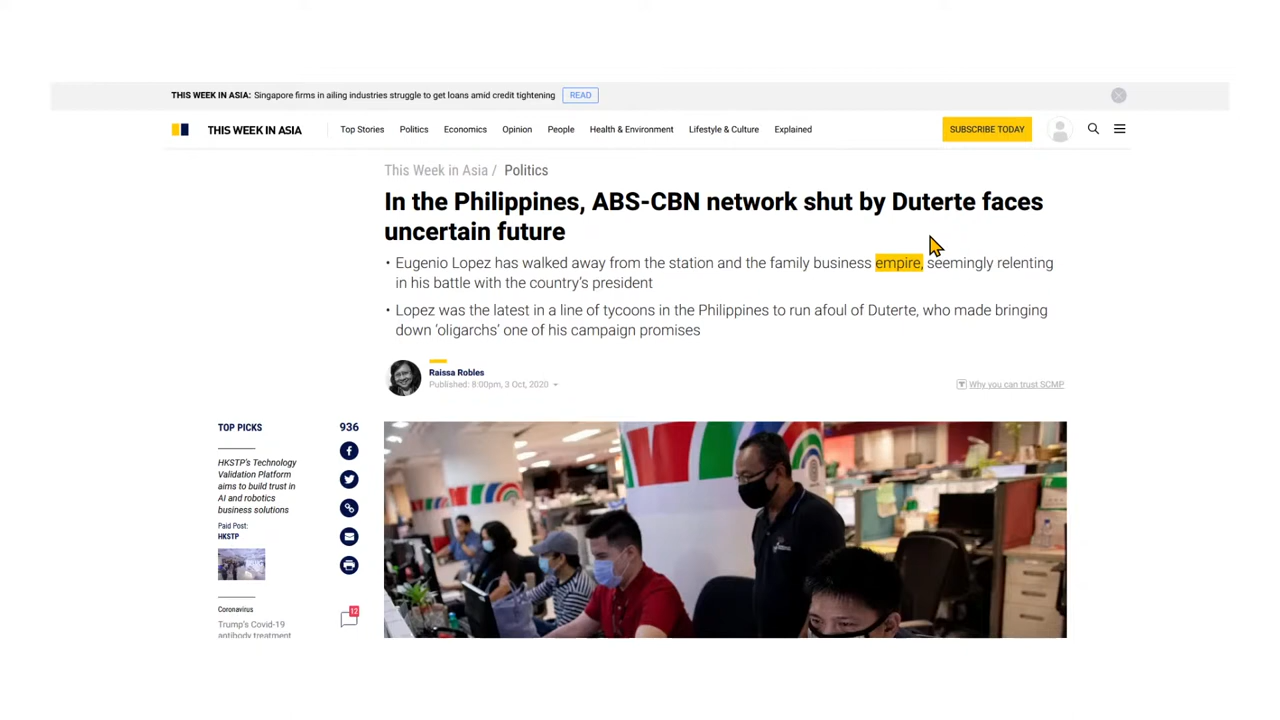 THIS WEEK IN ASIA: Singapore firms in ailing industries struggle to get loans amid credit tightening READ
THIS WEEK IN ASIA Top Stories Politics Economics Opinion People Health & Environment Lifestyle & Culture Explained SUBSCRIBE TODAY
This Week in Asia / Politics
In the Philippines, ABS-CBN network shut by Duterte faces
uncertain future
• Eugenio Lopez has walked away from the station and the family business empire, seemingly relenting
in his battle with the country’s president
• Lopez was the latest in a line of tycoons in the Philippines to run afoul of Duterte, who made bringing
down ‘oligarchs’ one of his campaign promises
Raissa Robles
Published: 8:00pm, 3 Oct, 2020
Why you can trust SCMP
TOP PICKS
936
HKSTP’s Technology
Validation Platform
aims to build trust in
AI and robotics
business solutions
Paid Post:
HKSTP
Coronavirus
12
Trump’s Covid-19
antibody treatment